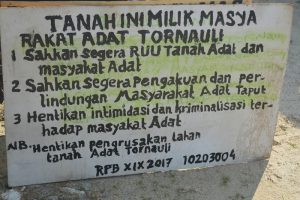 TANAH INI MILIK MASYA
RAKAT ADAT TORNAULI
1 Sahkan segera RUU Tanah Adat dan
masyakat Adat
2 Sahkan Segera Pengakuan dan per-
lindungan Masyarakat Adat Taput
3 Hentikan intimidasi dan kriminalisasi ter-
hadap masyakat Adat
NB. Hentikan pengrusakan lahan
tanah Adat Tornauli
RPB XIX 2017 10203004